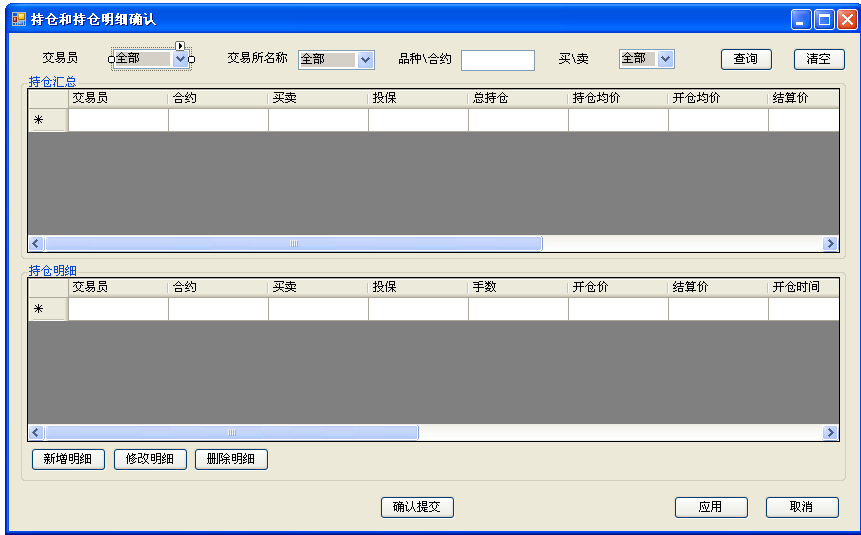 持仓和持仓明细确认
交易员 全部 交易所名称 全部 品种\合约 买\卖 全部 查询 清空
持仓汇总
交易员 合约 买卖 投保 总持仓 持仓均价 开仓均价 结算价
持仓明细
交易员 合约 买卖 投保 手数 开仓价 结算价 开仓时间
新增明细 修改明细 删除明细
确认提交 应用 取消